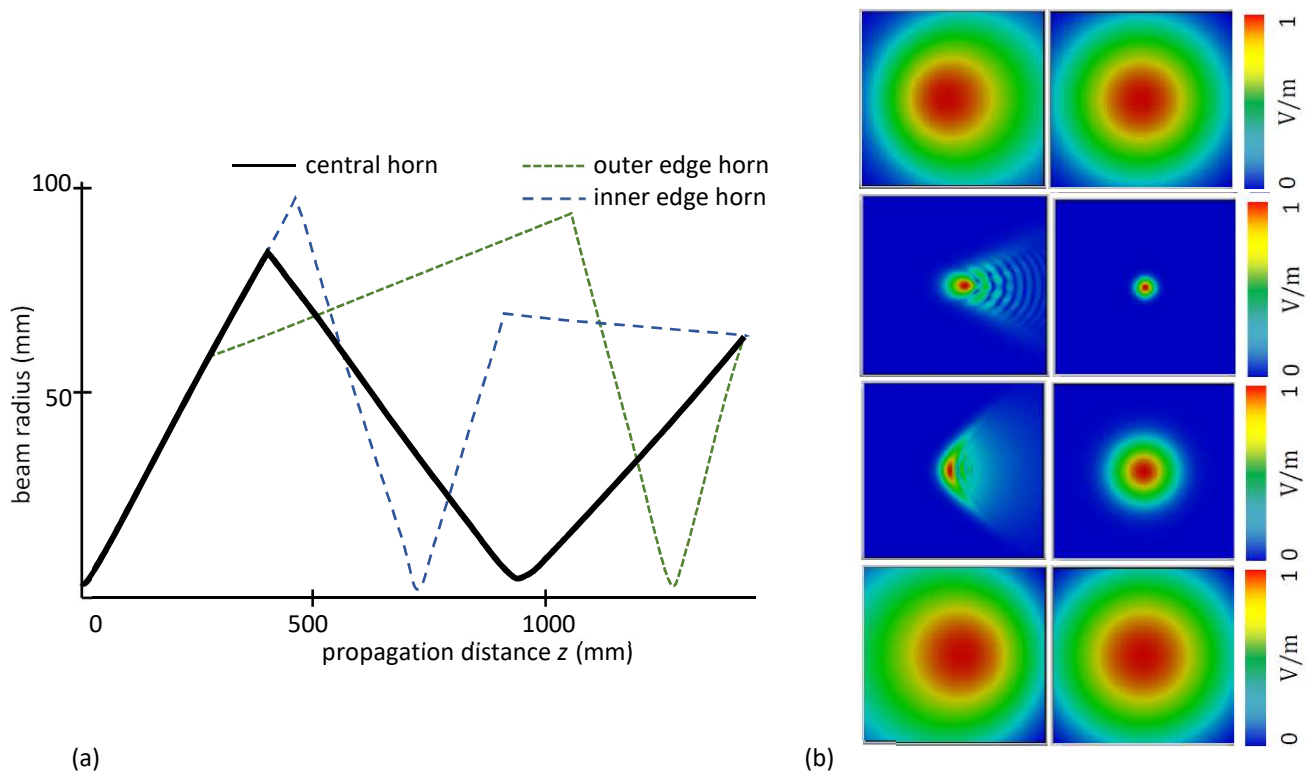 central horn
outer edge horn
inner edge horn
100
50
beam radius (mm)
0
500
1000
propagation distance z (mm)
(a)
1
V/m
0
1
V/m
0
1
V/m
0
1
V/m
0
(b)